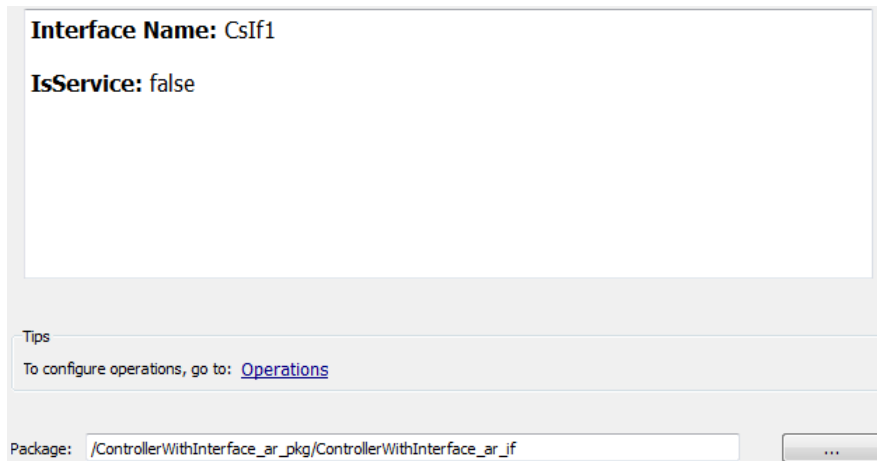 Interface Name: CsIf1
IsService: false
Tips
To configure operations, go to: Operations
Package: /ControllerWithInterface_ar_pkg/ControllerWithInterface_ar_if ...